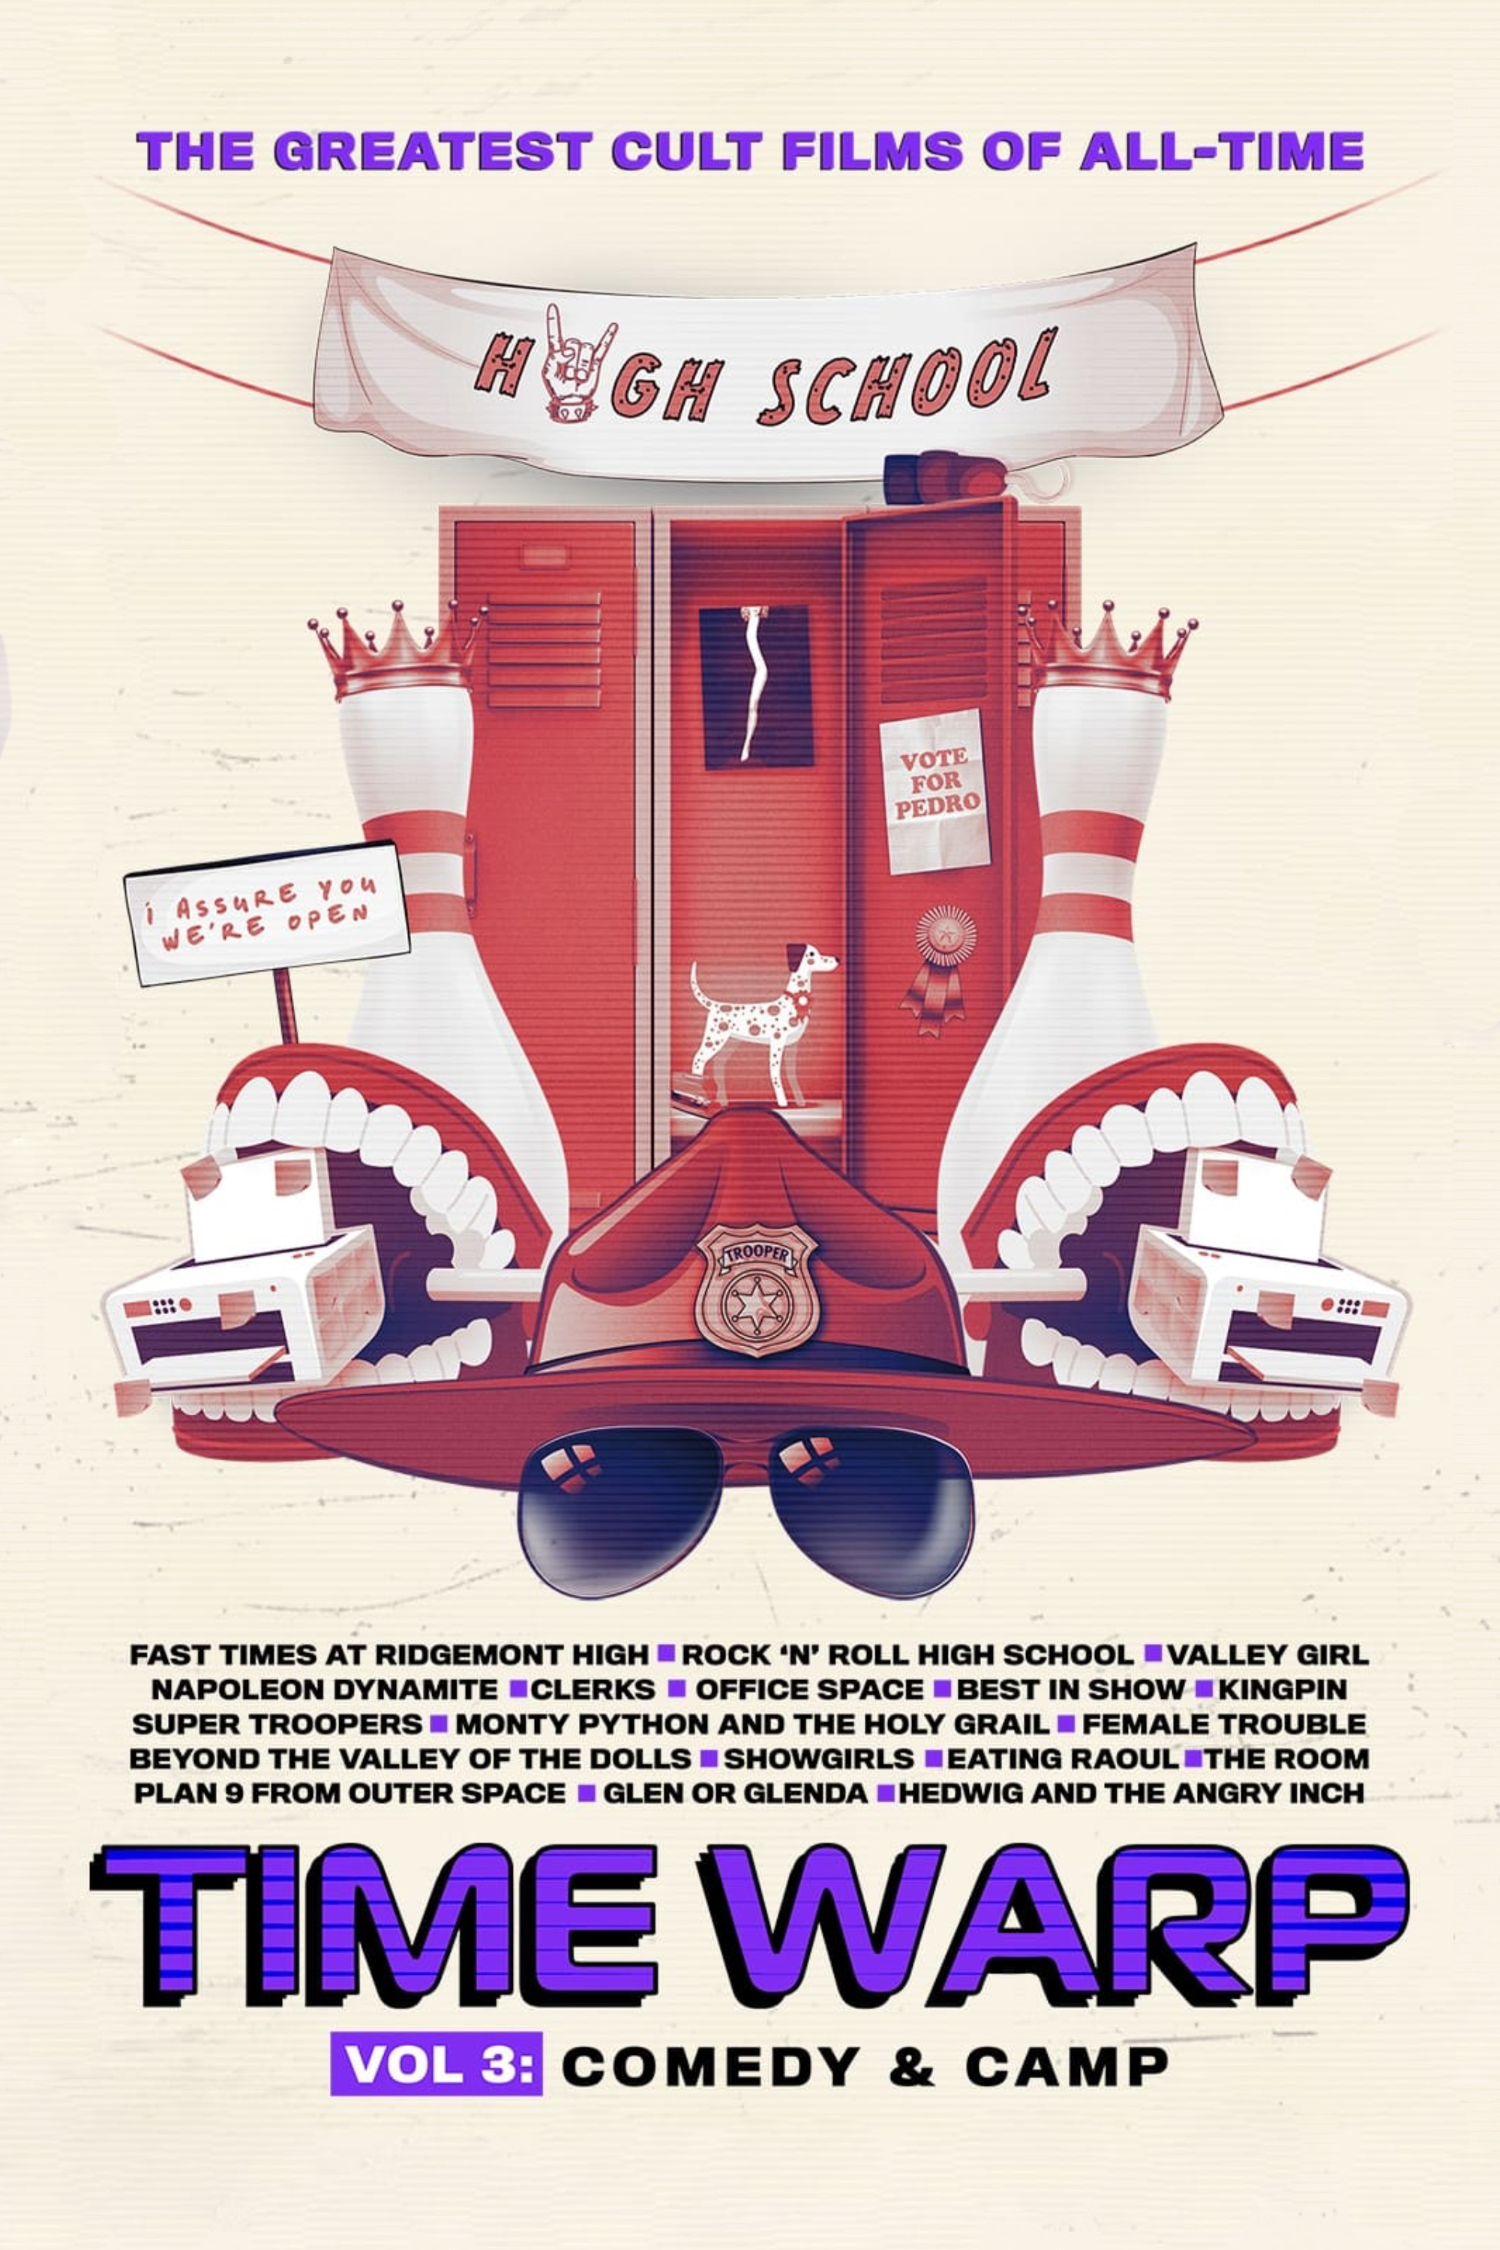 THE GREATEST CULT FILMS OF ALL-TIME
HIGH SCHOOL
VOTE
FOR
PEDRO
i ASSURE YOU
WE'RE OPEN
TROOPER
FAST TIMES AT RIDGEMONT HIGH ■ ROCK ‘N’ ROLL HIGH SCHOOL ■ VALLEY GIRL
NAPOLEON DYNAMITE ■ CLERKS ■ OFFICE SPACE ■ BEST IN SHOW ■ KINGPIN
SUPER TROOPERS ■ MONTY PYTHON AND THE HOLY GRAIL ■ FEMALE TROUBLE
BEYOND THE VALLEY OF THE DOLLS ■ SHOWGIRLS ■ EATING RAOUL ■ THE ROOM
PLAN 9 FROM OUTER SPACE ■ GLEN OR GLENDA ■ HEDWIG AND THE ANGRY INCH
TIME WARP
VOL 3: COMEDY & CAMP